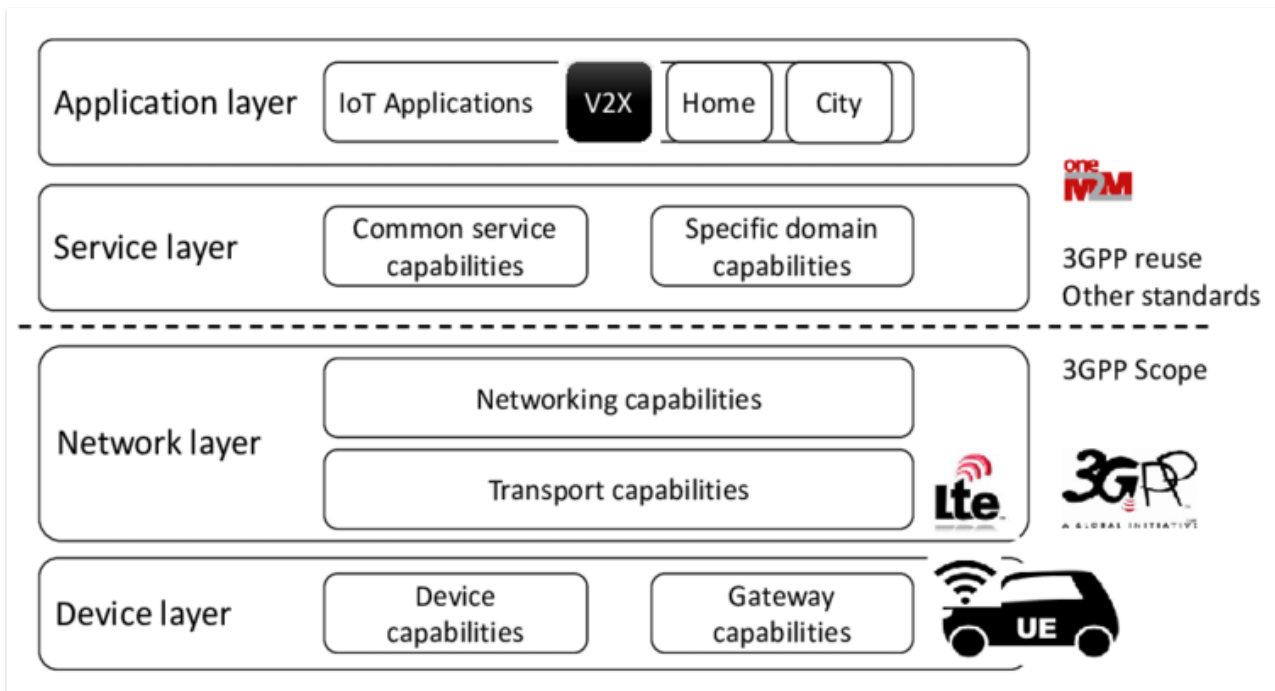 Application layer
IoT Applications
V2X
Home
City
one
M2M
Service layer
Common service
capabilities
Specific domain
capabilities
3GPP reuse
Other standards
Network layer
Networking capabilities
3GPP Scope
Transport capabilities
Lte
3GPP
A GLOBAL INITIATIVE
Device layer
Device
capabilities
Gateway
capabilities
UE